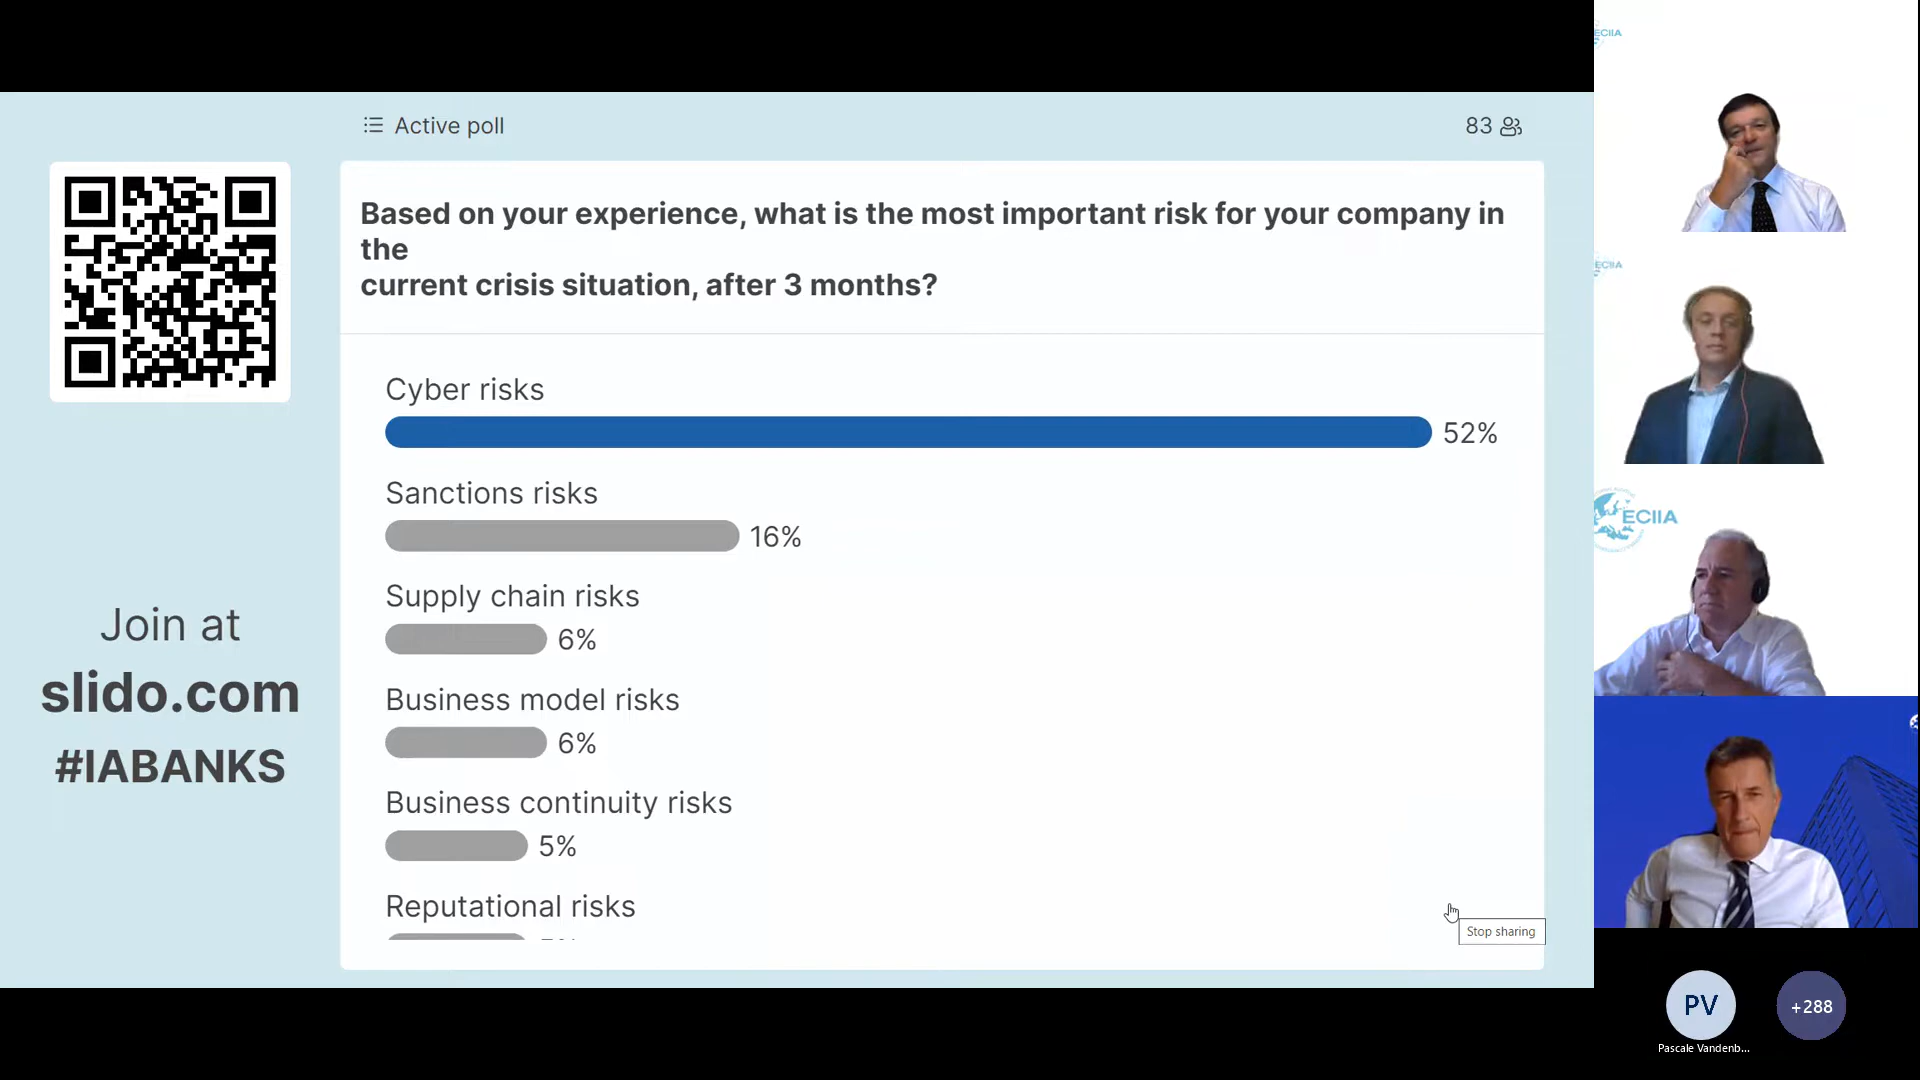 Active poll
83
Based on your experience, what is the most important risk for your company in
the
current crisis situation, after 3 months?
Cyber risks
52%
Sanctions risks
16%
Supply chain risks
6%
Business model risks
6%
Business continuity risks
5%
Reputational risks
Join at
slido.com
#IABANKS
Stop sharing
ECIIA
ECIIA
ECIIA
PV
+288
Pascale Vandenb...